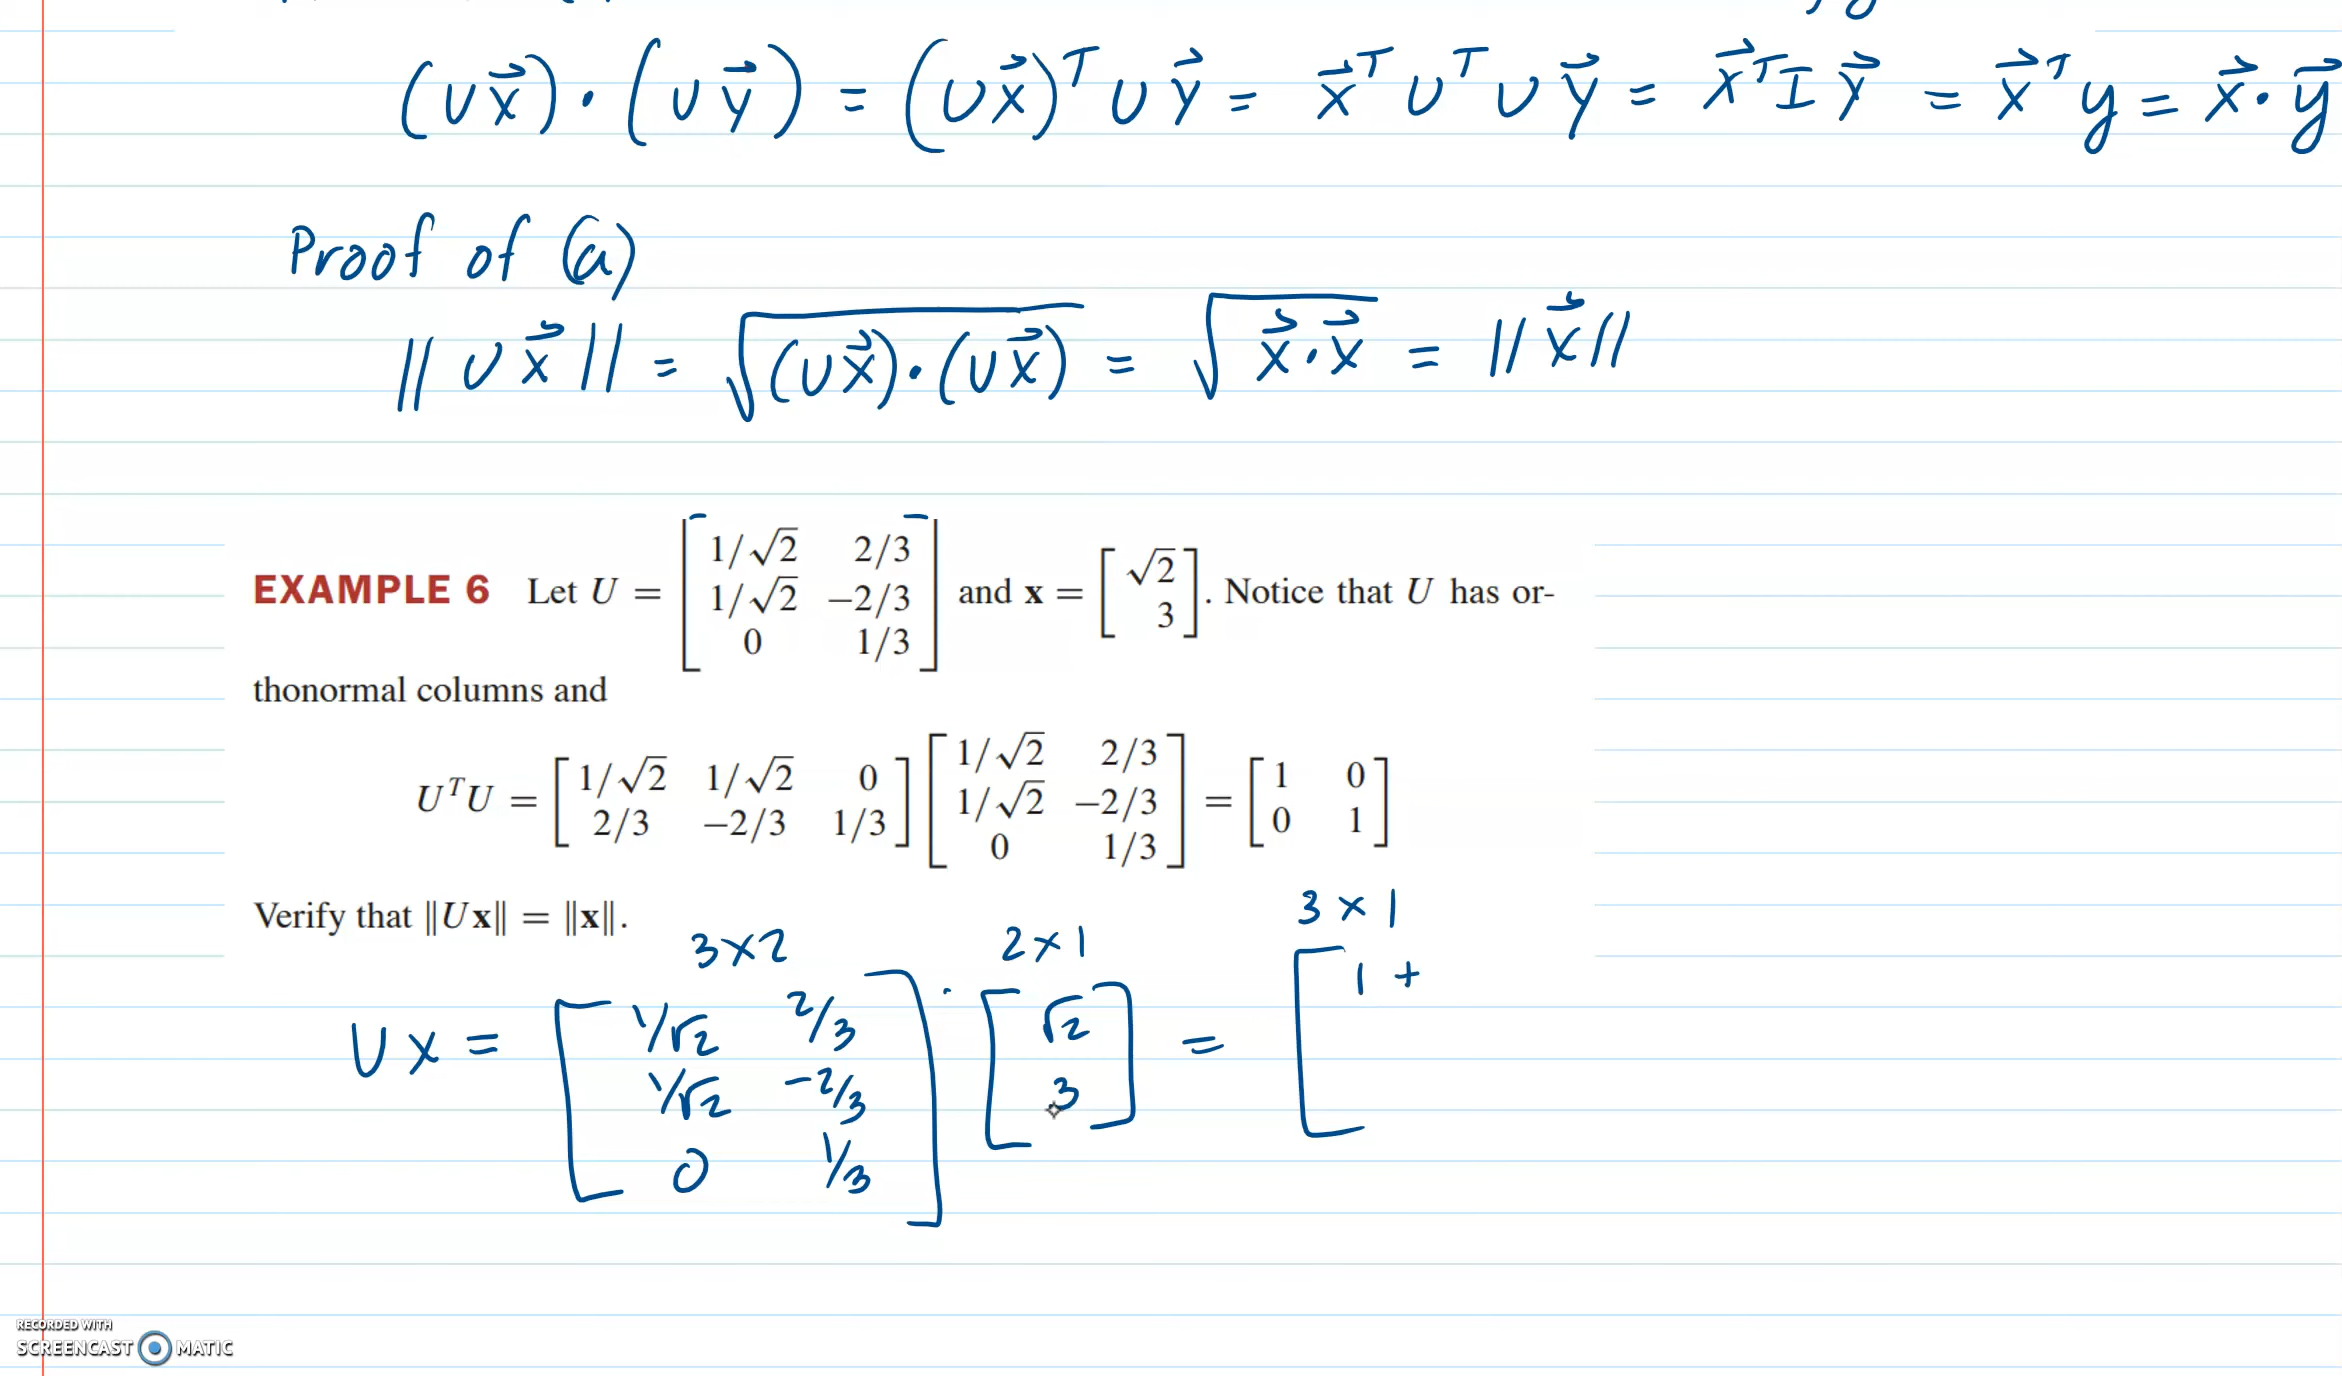 (Ux⃗)·(Uy⃗) = (Ux⃗)ᵀ U y⃗ = x⃗ᵀ Uᵀ U y⃗ = x⃗ᵀ I y⃗ = x⃗ᵀ y = x⃗·y⃗
Proof of (a)
‖Ux⃗‖ = √((Ux⃗)·(Ux⃗)) = √(x⃗·x⃗) = ‖x⃗‖
EXAMPLE 6 Let U = [1/√2 2/3; 1/√2 −2/3; 0 1/3] and x = [√2; 3]. Notice that U has or-
thonormal columns and
UᵀU = [1/√2 1/√2 0; 2/3 −2/3 1/3] [1/√2 2/3; 1/√2 −2/3; 0 1/3] = [1 0; 0 1]
Verify that ‖Ux‖ = ‖x‖.
3 x 2 2 x 1 3 x 1
Ux = [1/√2 2/3; 1/√2 -2/3; 0 1/3] · [√2; 3] = [1 +
RECORDED WITH
SCREENCAST MATIC